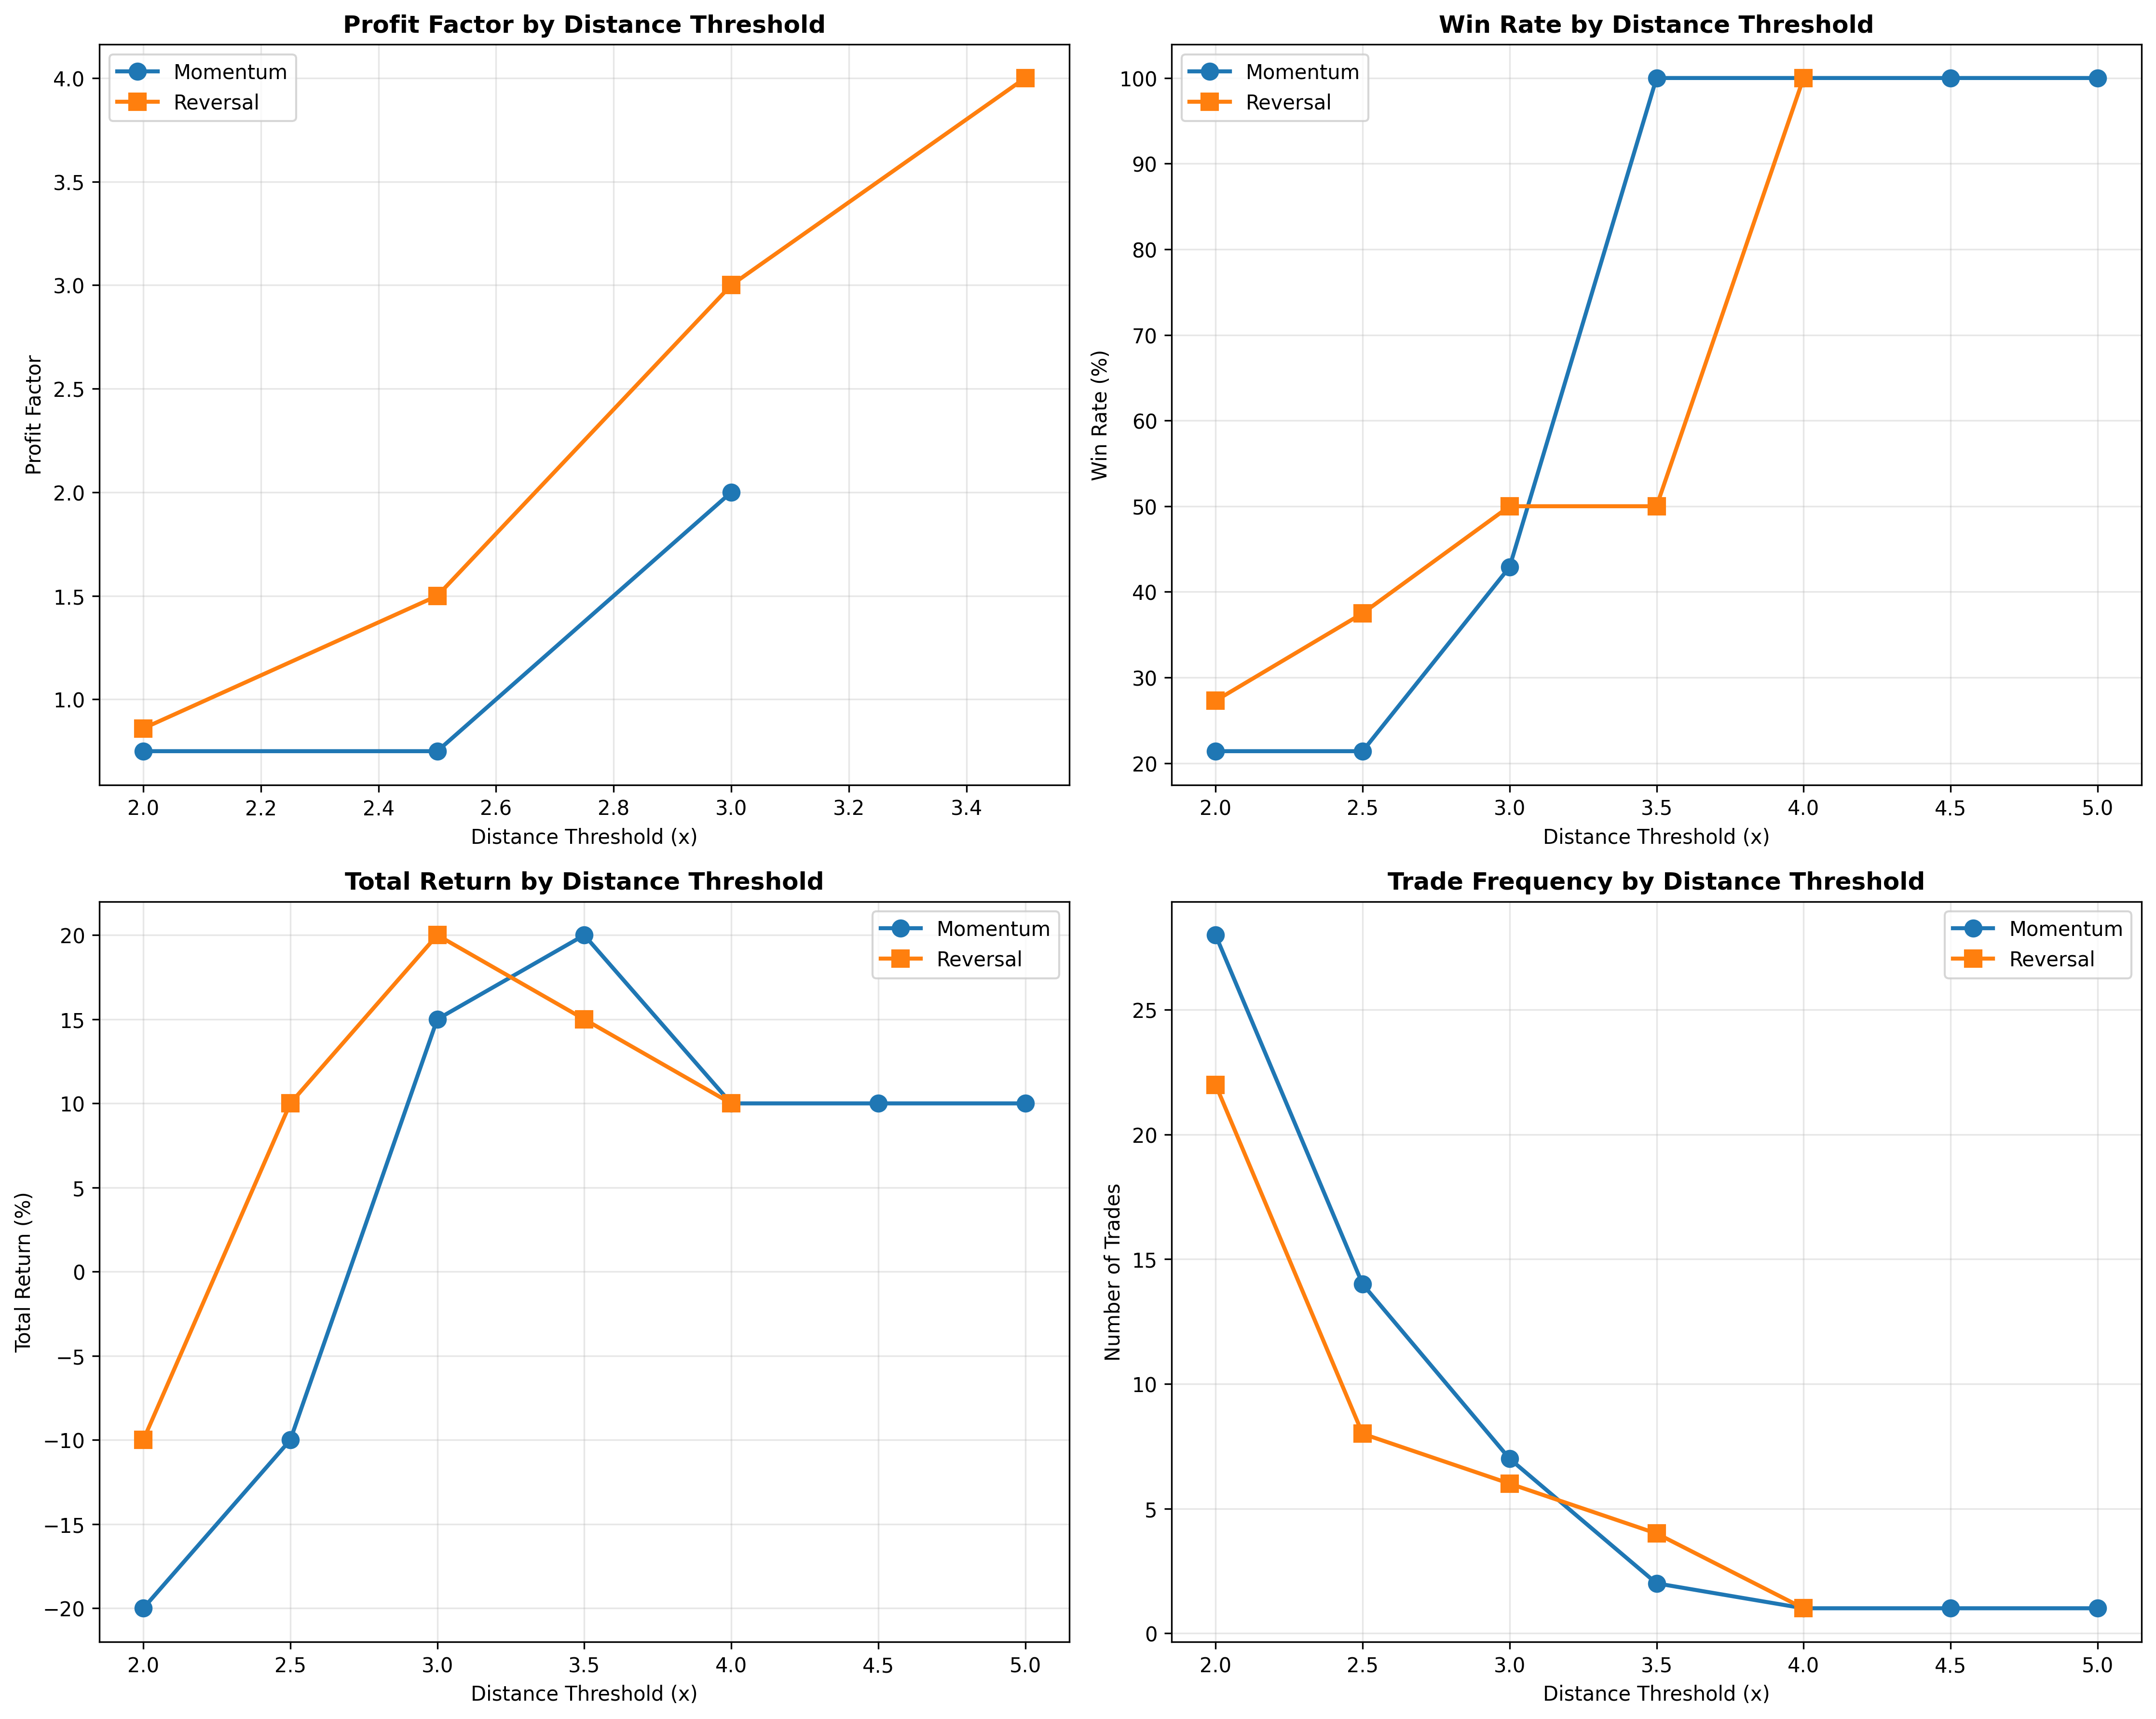 Profit Factor by Distance Threshold
Momentum
Reversal
4.0
3.5
3.0
2.5
2.0
1.5
1.0
Profit Factor
2.0 2.2 2.4 2.6 2.8 3.0 3.2 3.4
Distance Threshold (x)
Win Rate by Distance Threshold
Momentum
Reversal
100
90
80
70
60
50
40
30
20
Win Rate (%)
2.0 2.5 3.0 3.5 4.0 4.5 5.0
Distance Threshold (x)
Total Return by Distance Threshold
Momentum
Reversal
20
15
10
5
0
−5
−10
−15
−20
Total Return (%)
2.0 2.5 3.0 3.5 4.0 4.5 5.0
Distance Threshold (x)
Trade Frequency by Distance Threshold
Momentum
Reversal
25
20
15
10
5
0
Number of Trades
2.0 2.5 3.0 3.5 4.0 4.5 5.0
Distance Threshold (x)